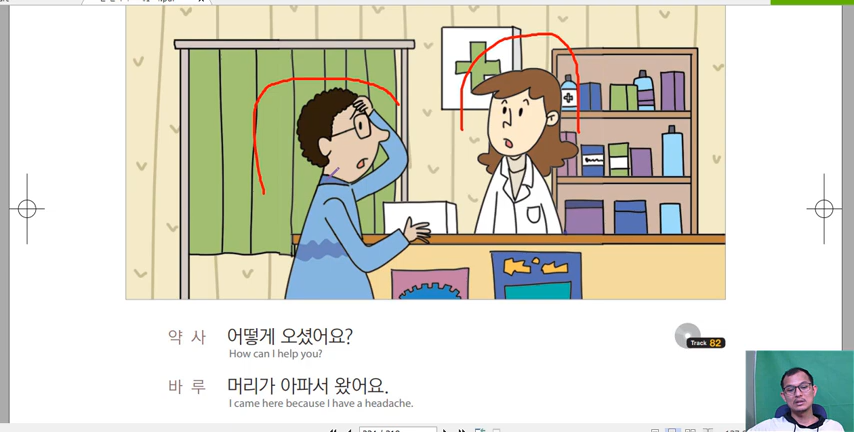 약 사 어떻게 오셨어요?
How can I help you?
Track 82
바 루 머리가 아파서 왔어요.
I came here because I have a headache.